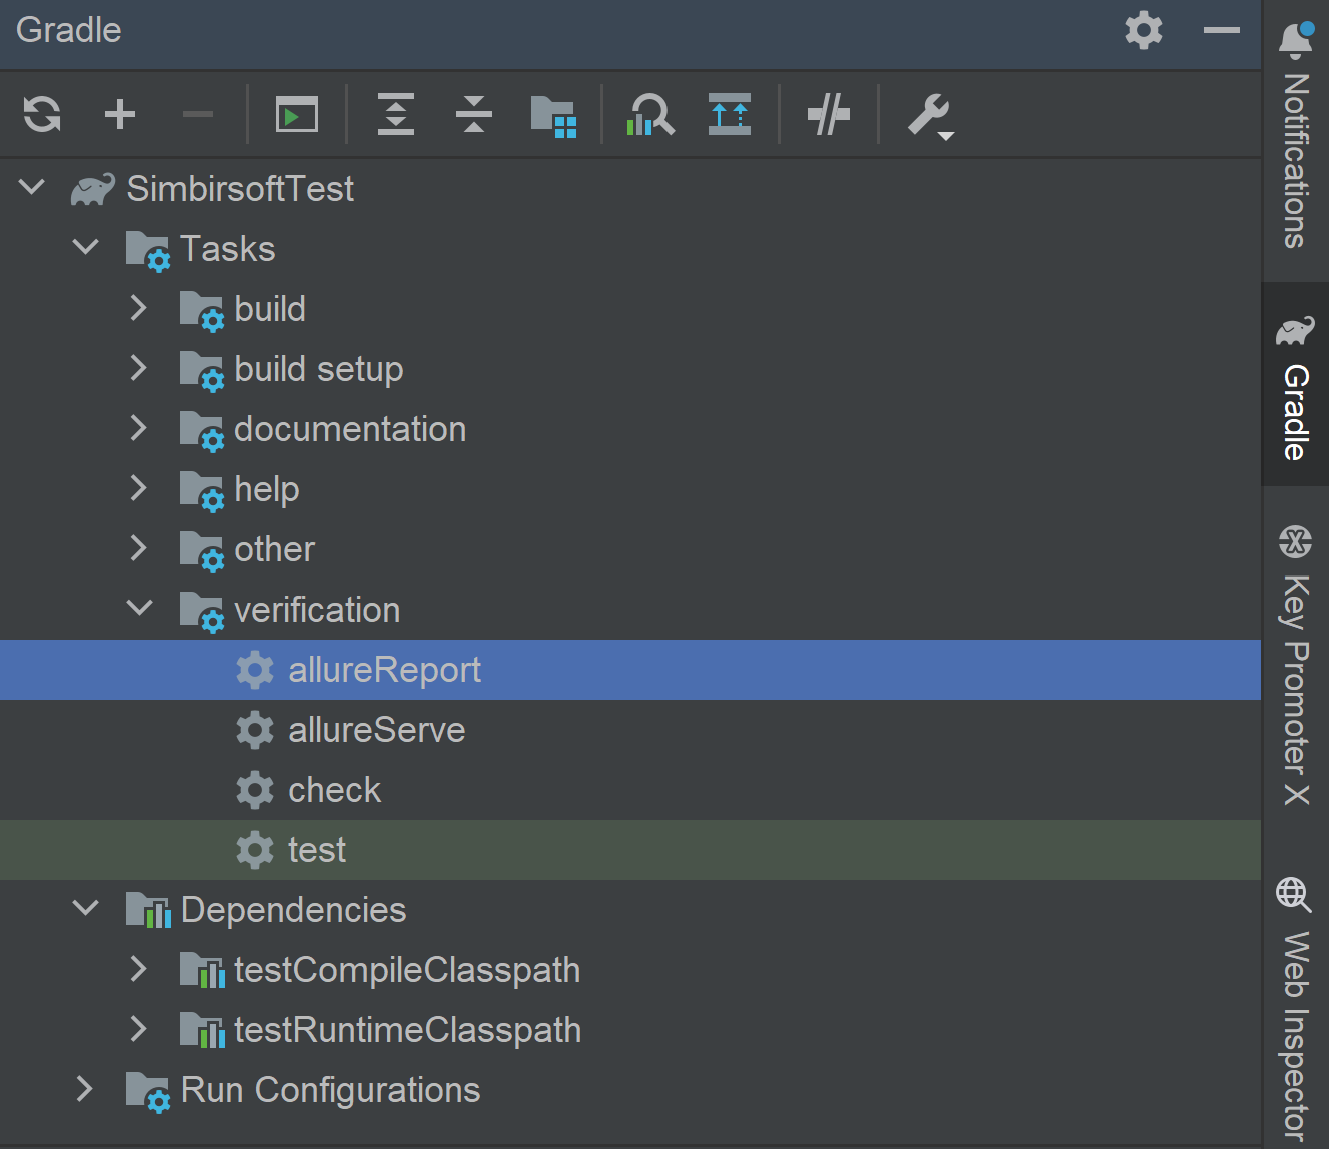 Gradle
SimbirsoftTest
Tasks
build
build setup
documentation
help
other
verification
allureReport
allureServe
check
test
Dependencies
testCompileClasspath
testRuntimeClasspath
Run Configurations
Notifications
Gradle
Key Promoter X
Web Inspector